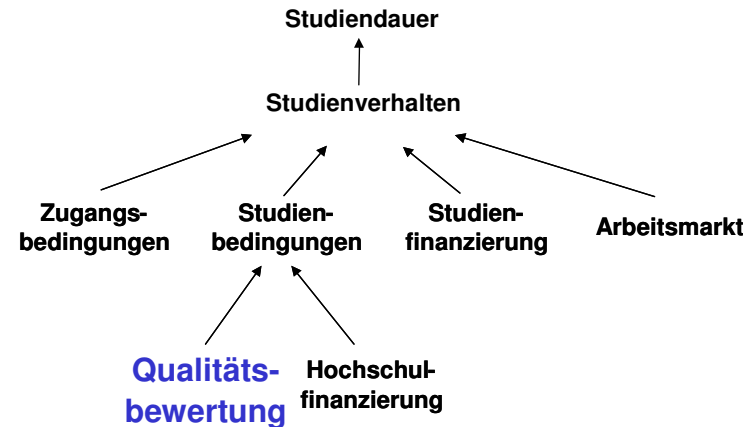 Studiendauer
Studienverhalten
Zugangs-
bedingungen
Studien-
bedingungen
Studien-
finanzierung
Arbeitsmarkt
Qualitäts-
bewertung
Hochschul-
finanzierung